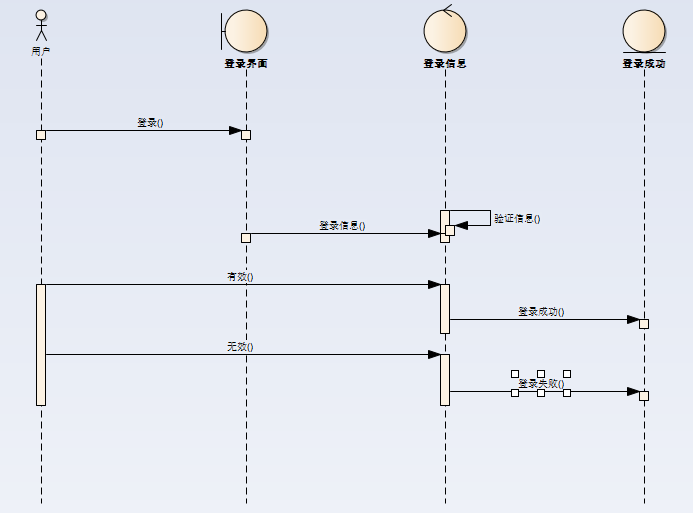 用户
登录界面
登录信息
登录成功
登录()
验证信息()
登录信息()
有效()
登录成功()
无效()
登录失败()